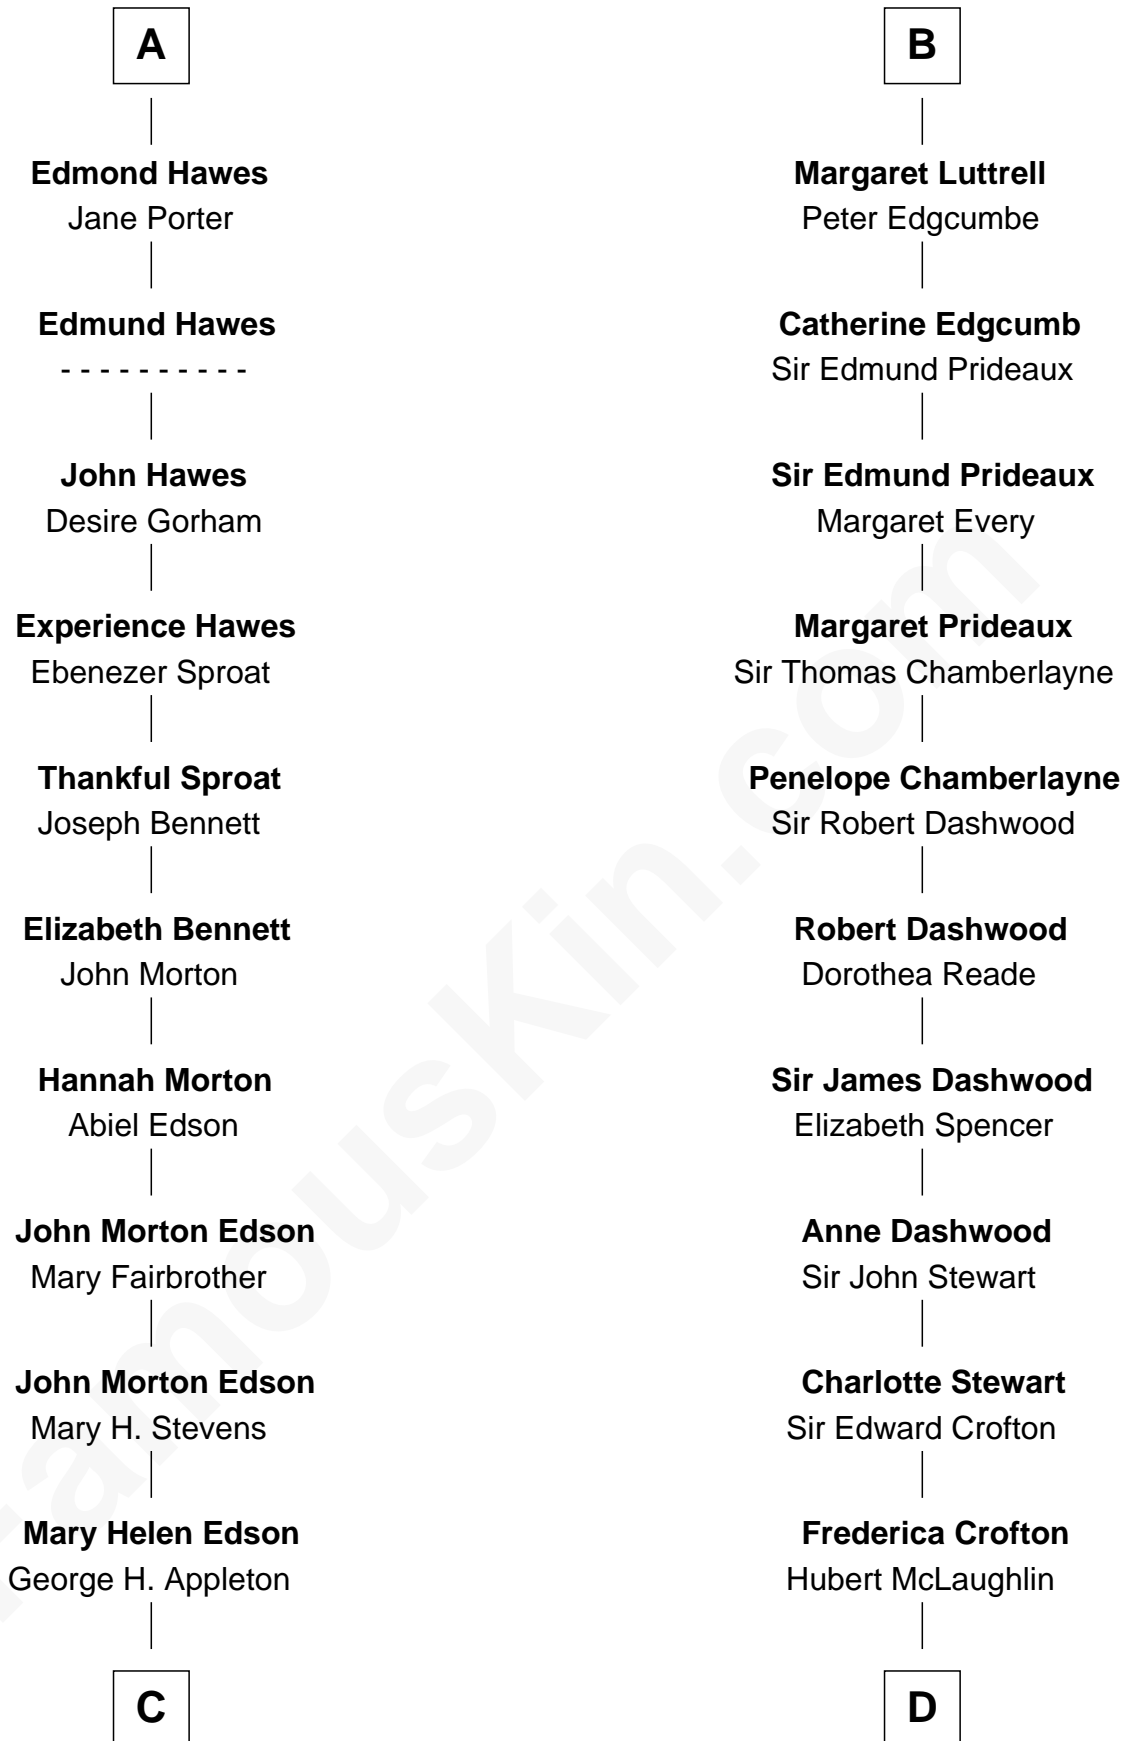 A
Edmond Hawes
Jane Porter
Edmund Hawes
- - - - - - - - - -
John Hawes
Desire Gorham
Experience Hawes
Ebenezer Sproat
Thankful Sproat
Joseph Bennett
Elizabeth Bennett
John Morton
Hannah Morton
Abiel Edson
John Morton Edson
Mary Fairbrother
John Morton Edson
Mary H. Stevens
Mary Helen Edson
George H. Appleton
C
B
Margaret Luttrell
Peter Edgcumbe
Catherine Edgcumb
Sir Edmund Prideaux
Sir Edmund Prideaux
Margaret Every
Margaret Prideaux
Sir Thomas Chamberlayne
Penelope Chamberlayne
Sir Robert Dashwood
Robert Dashwood
Dorothea Reade
Sir James Dashwood
Elizabeth Spencer
Anne Dashwood
Sir John Stewart
Charlotte Stewart
Sir Edward Crofton
Frederica Crofton
Hubert McLaughlin
D
FamousKin.com